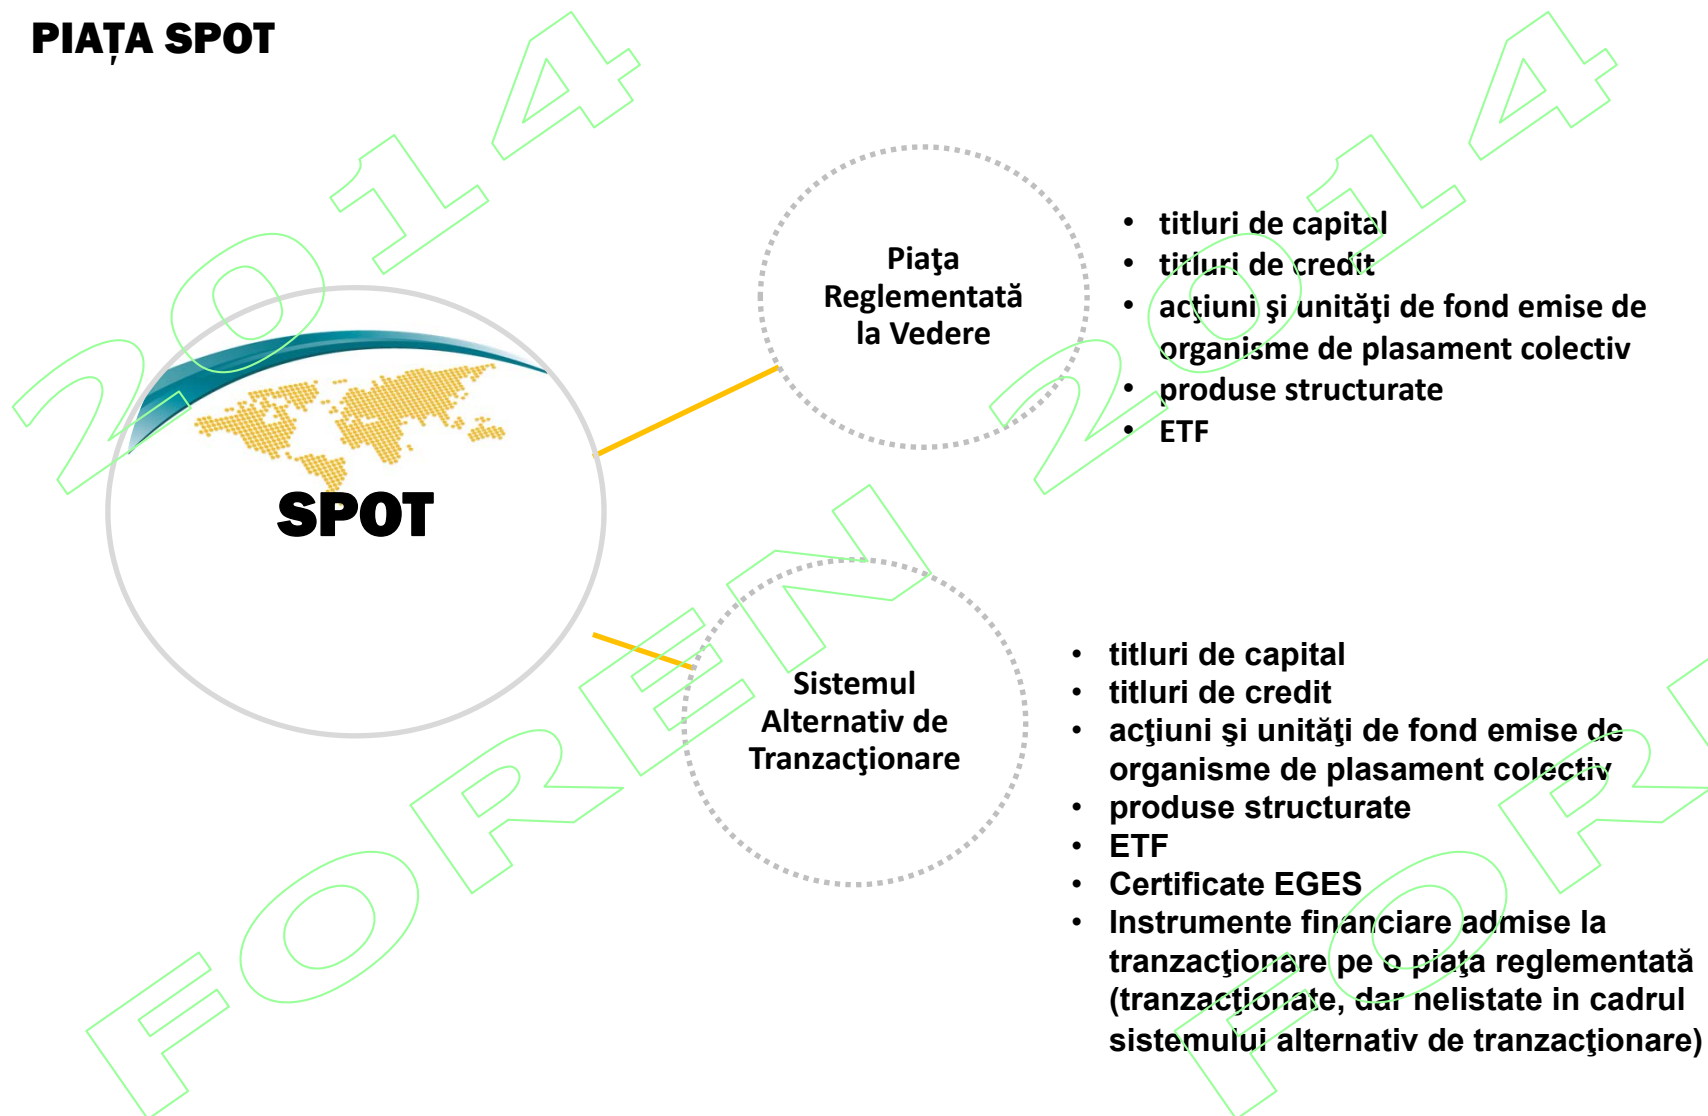 PIAȚA SPOT
SPOT
Piaţa
Reglementată
la Vedere
• titluri de capital
• titluri de credit
• acţiuni şi unităţi de fond emise de
organisme de plasament colectiv
• produse structurate
• ETF
Sistemul
Alternativ de
Tranzacţionare
• titluri de capital
• titluri de credit
• acţiuni şi unităţi de fond emise de
organisme de plasament colectiv
• produse structurate
• ETF
• Certificate EGES
• Instrumente financiare admise la
tranzacţionare pe o piaţa reglementată
(tranzacţionate, dar nelistate in cadrul
sistemului alternativ de tranzacţionare)
2014
FOREN 2014
FOR